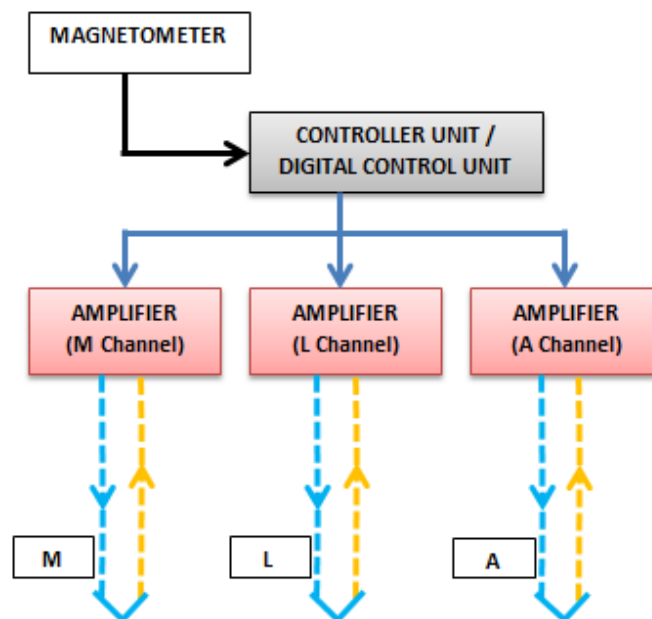 MAGNETOMETER
CONTROLLER UNIT /
DIGITAL CONTROL UNIT
AMPLIFIER
(M Channel)
AMPLIFIER
(L Channel)
AMPLIFIER
(A Channel)
M
L
A